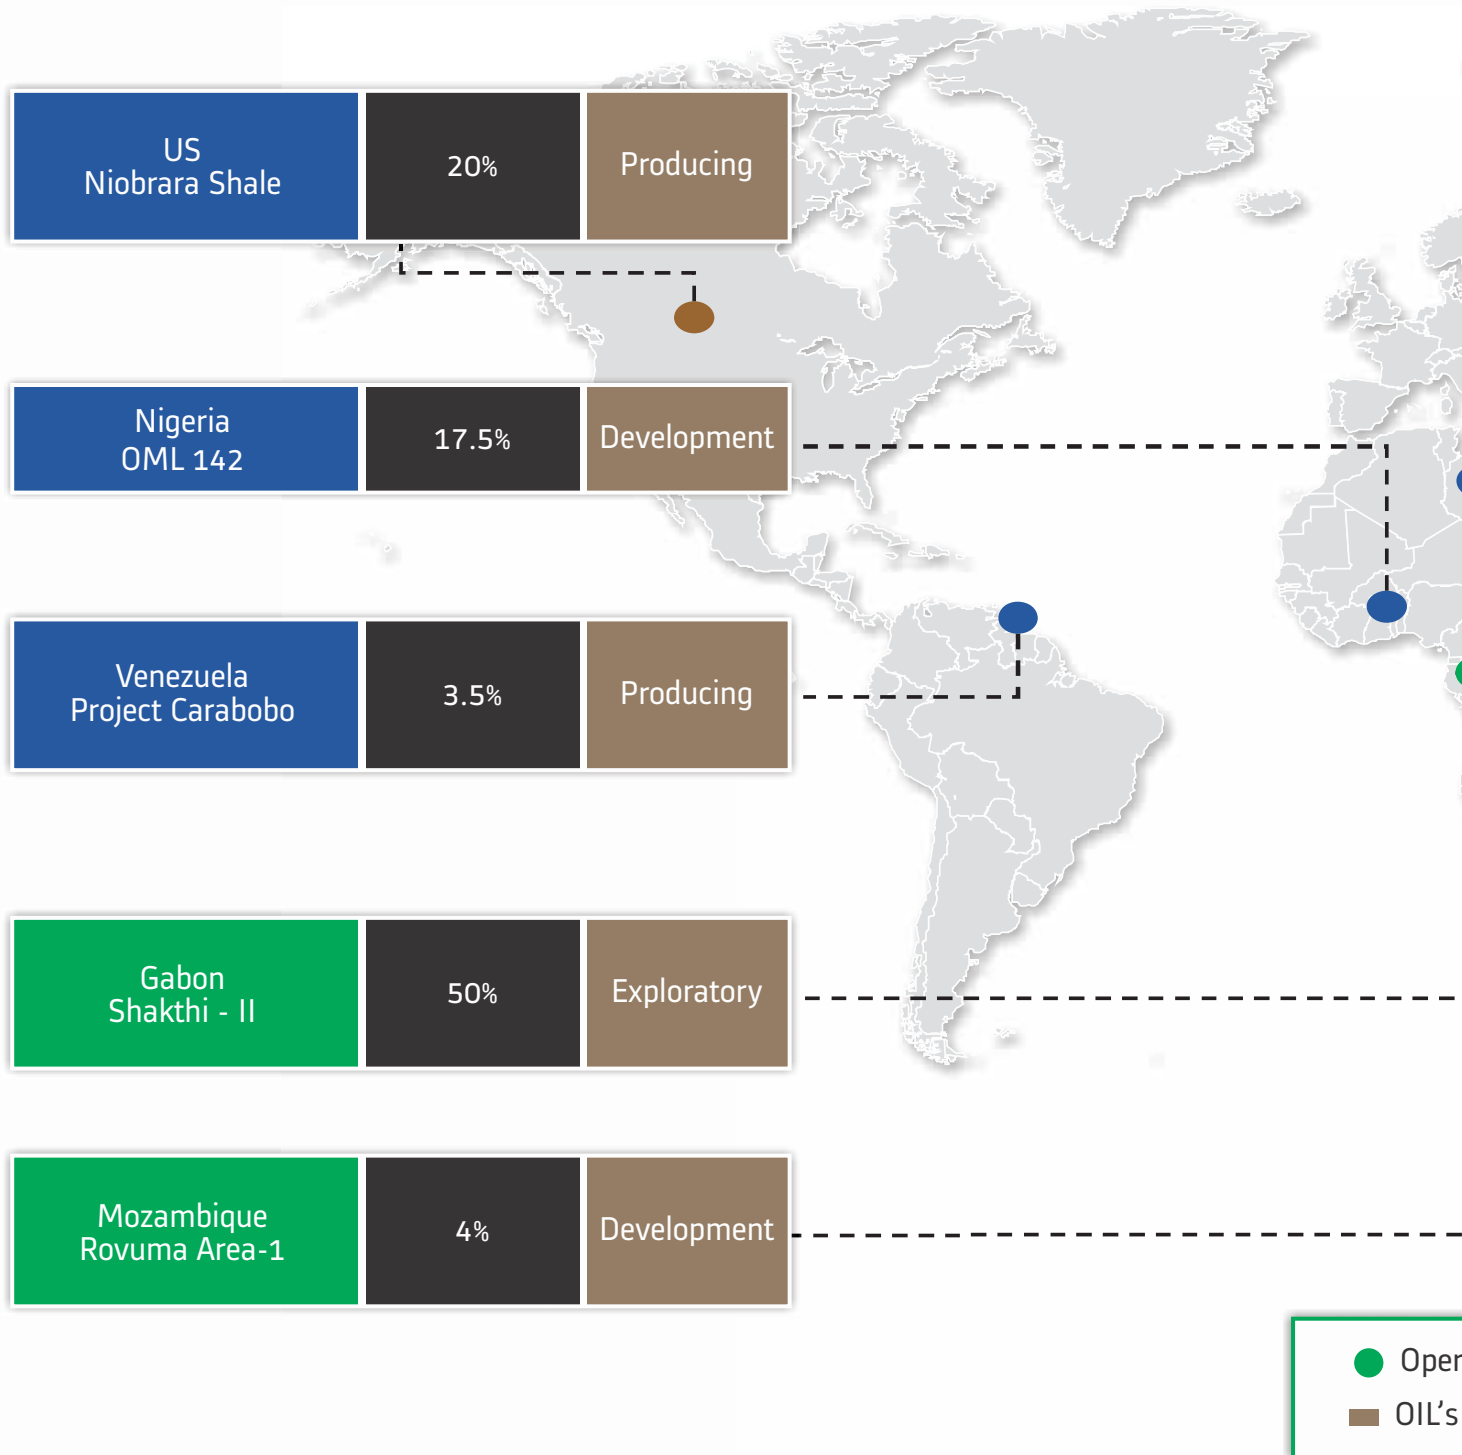 US
Niobrara Shale
20%
Producing
Nigeria
OML 142
17.5%
Development
Venezuela
Project Carabobo
3.5%
Producing
Gabon
Shakthi - II
50%
Exploratory
Mozambique
Rovuma Area-1
4%
Development
OIL's